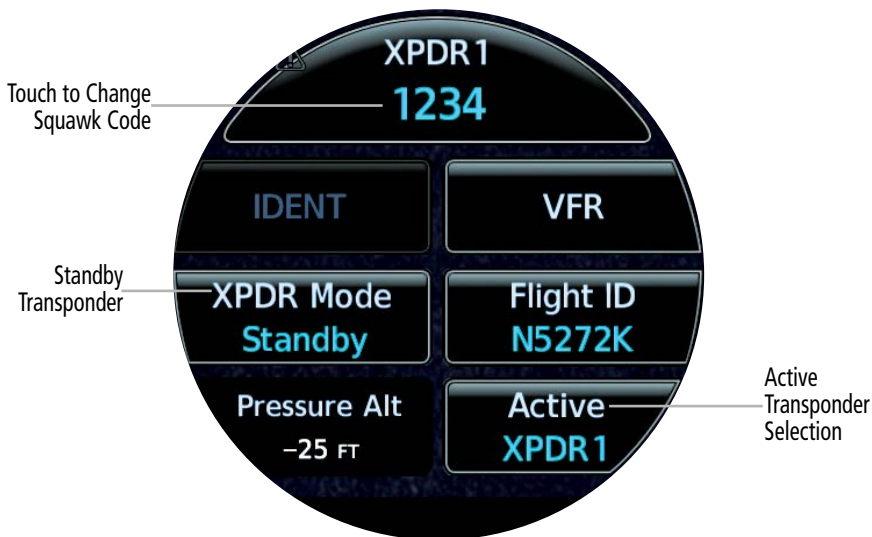 XPDR1
1234
Touch to Change
Squawk Code
IDENT
VFR
Standby
Transponder
XPDR Mode
Standby
Flight ID
N5272K
Pressure Alt
−25 FT
Active
XPDR1
Active
Transponder
Selection